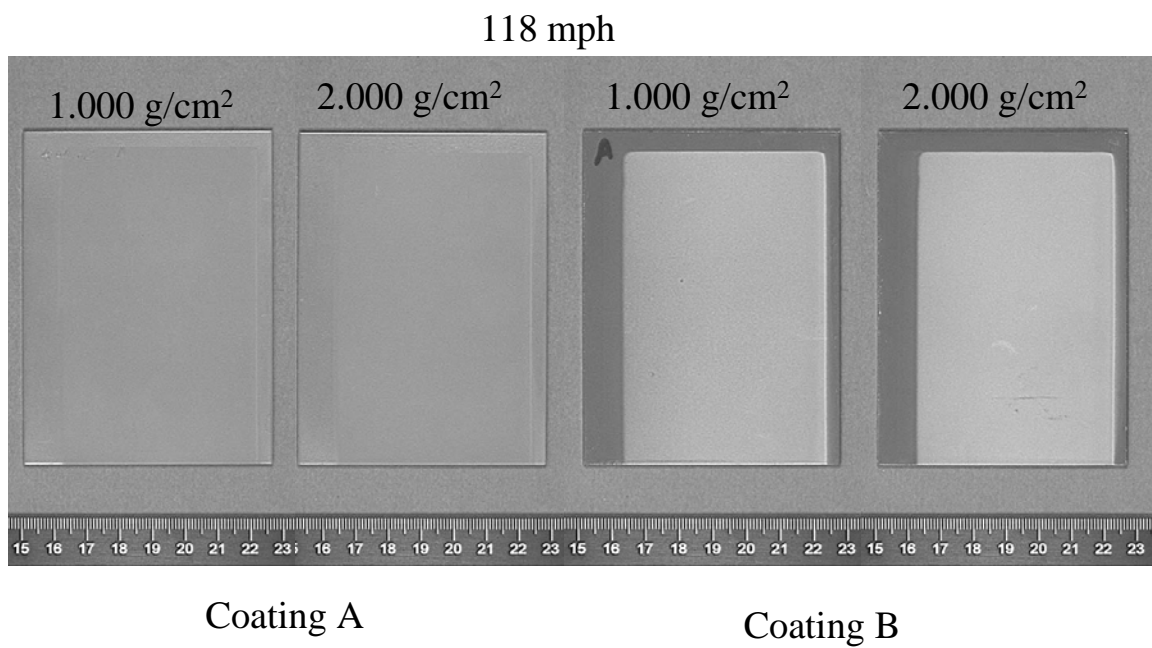 118 mph
1.000 g/cm² 2.000 g/cm² 1.000 g/cm² 2.000 g/cm²
A
15 16 17 18 19 20 21 22 23 16 17 18 19 20 21 22 23 15 16 17 18 19 20 21 22 23 15 16 17 18 19 20 21 22 23
Coating A Coating B